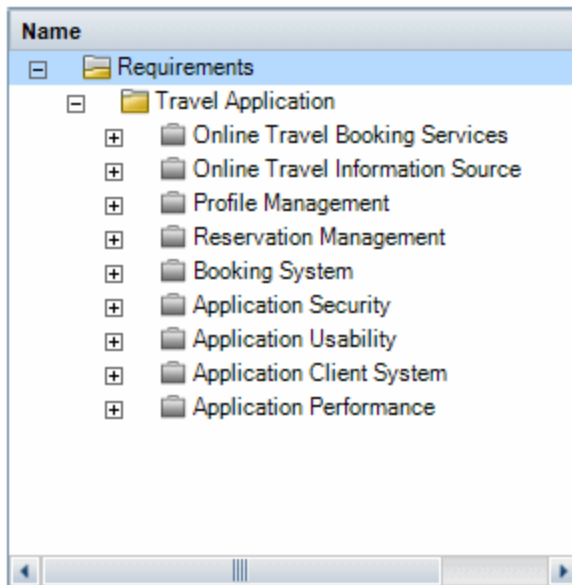 Name
Requirements
Travel Application
Online Travel Booking Services
Online Travel Information Source
Profile Management
Reservation Management
Booking System
Application Security
Application Usability
Application Client System
Application Performance